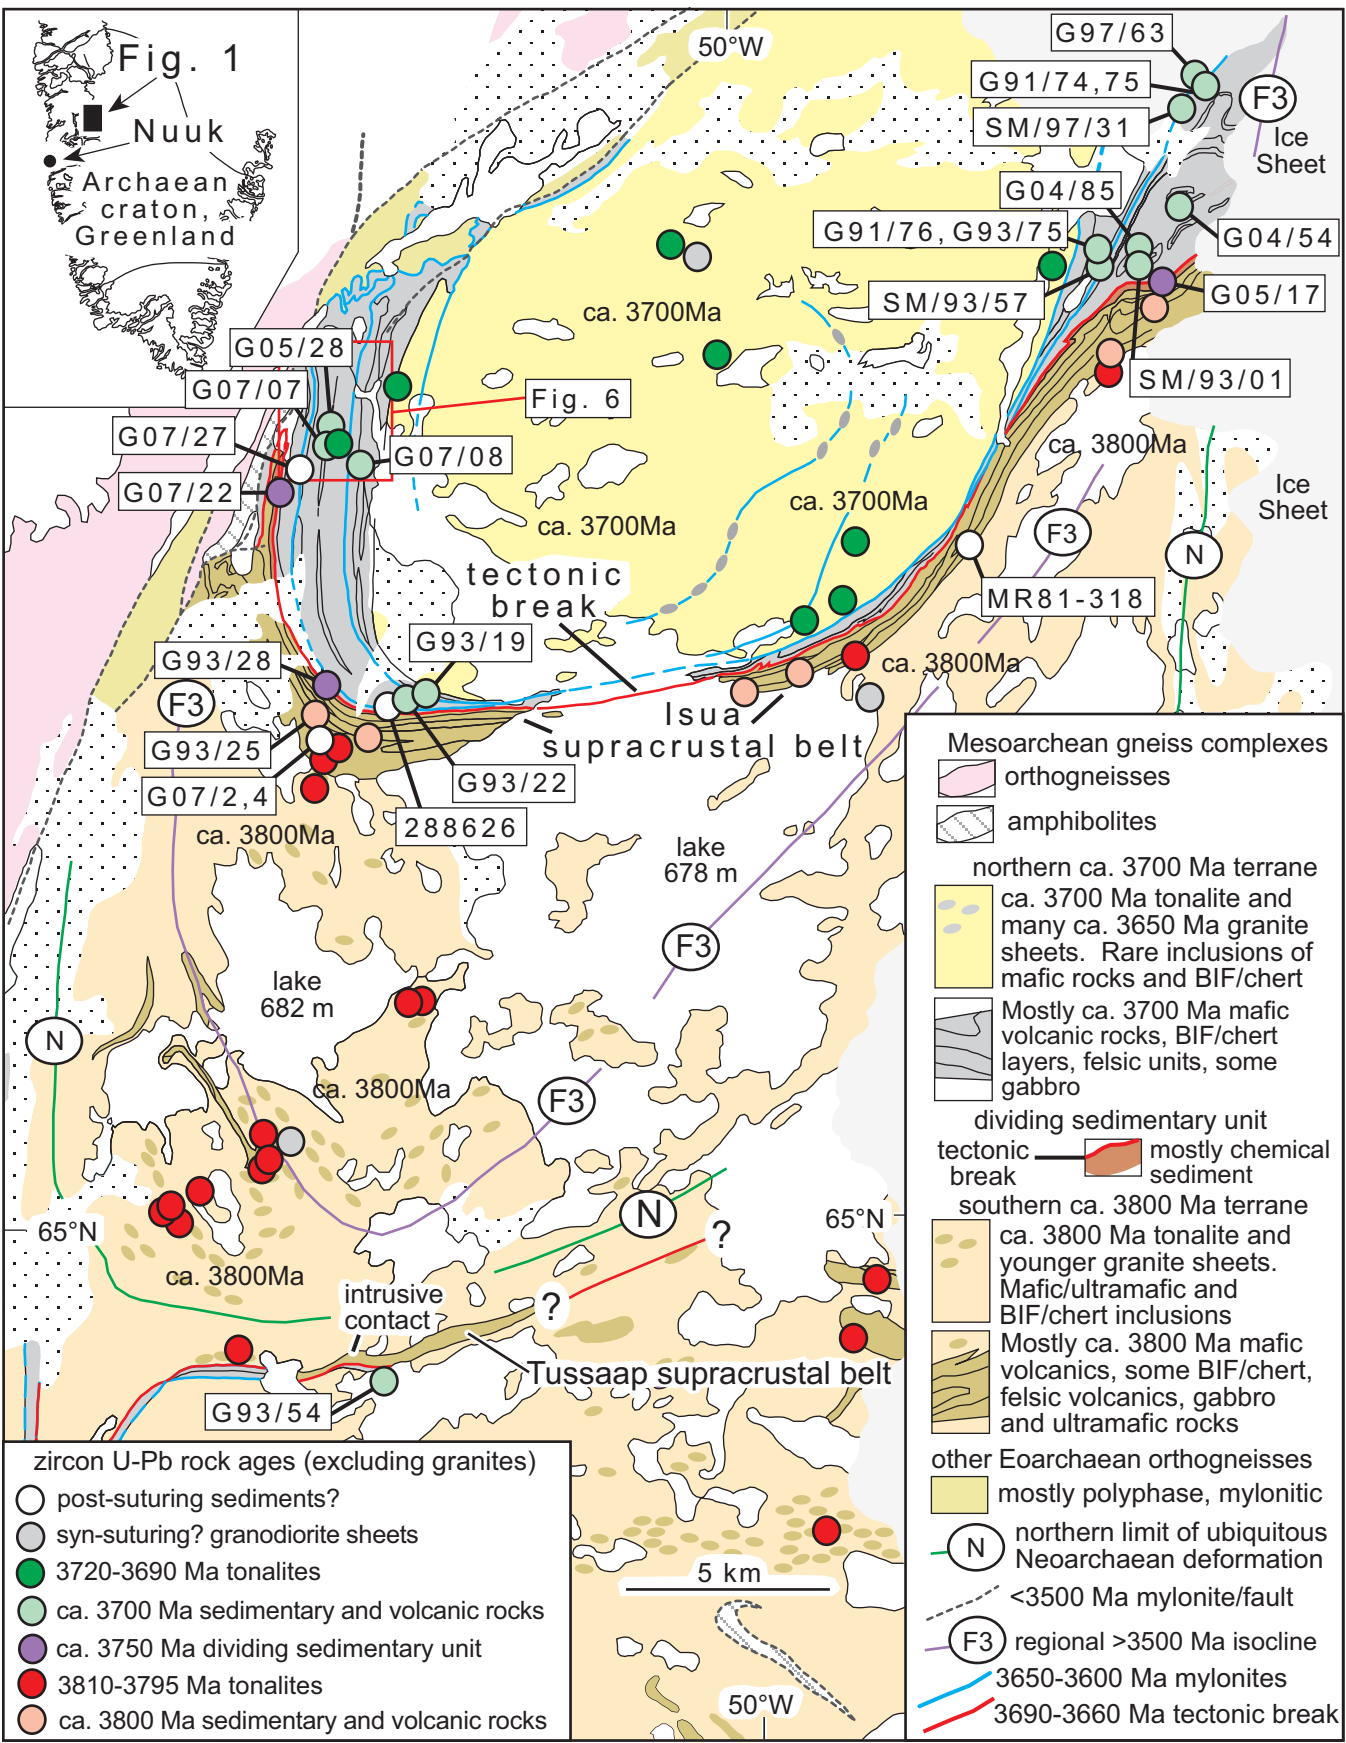 Fig. 1
Nuuk
Archaean
craton,
Greenland
50°W
G97/63
G91/74,75
SM/97/31
F3
Ice
Sheet
G04/85
G91/76, G93/75
G04/54
SM/93/57
G05/17
ca. 3700Ma
G05/28
G07/07
Fig. 6
SM/93/01
G07/27
G07/08
ca. 3800Ma
G07/22
ca. 3700Ma
ca. 3700Ma
Ice
Sheet
F3
N
tectonic
break
MR81-318
G93/19
G93/28
ca. 3800Ma
F3
Isua
supracrustal belt
G93/25
G93/22
G07/2,4
288626
ca. 3800Ma
lake
678 m
F3
lake
682 m
N
ca. 3800Ma
F3
65°N
N
?
65°N
ca. 3800Ma
intrusive
contact
?
Tussaap supracrustal belt
G93/54
5 km
50°W
zircon U-Pb rock ages (excluding granites)
post-suturing sediments?
syn-suturing? granodiorite sheets
3720-3690 Ma tonalites
ca. 3700 Ma sedimentary and volcanic rocks
ca. 3750 Ma dividing sedimentary unit
3810-3795 Ma tonalites
ca. 3800 Ma sedimentary and volcanic rocks
Mesoarchean gneiss complexes
orthogneisses
amphibolites
northern ca. 3700 Ma terrane
ca. 3700 Ma tonalite and
many ca. 3650 Ma granite
sheets. Rare inclusions of
mafic rocks and BIF/chert
Mostly ca. 3700 Ma mafic
volcanic rocks, BIF/chert
layers, felsic units, some
gabbro
dividing sedimentary unit
tectonic
break
mostly chemical
sediment
southern ca. 3800 Ma terrane
ca. 3800 Ma tonalite and
younger granite sheets.
Mafic/ultramafic and
BIF/chert inclusions
Mostly ca. 3800 Ma mafic
volcanics, some BIF/chert,
felsic volcanics, gabbro
and ultramafic rocks
other Eoarchaean orthogneisses
mostly polyphase, mylonitic
N
northern limit of ubiquitous
Neoarchaean deformation
<3500 Ma mylonite/fault
F3
regional >3500 Ma isocline
3650-3600 Ma mylonites
3690-3660 Ma tectonic break